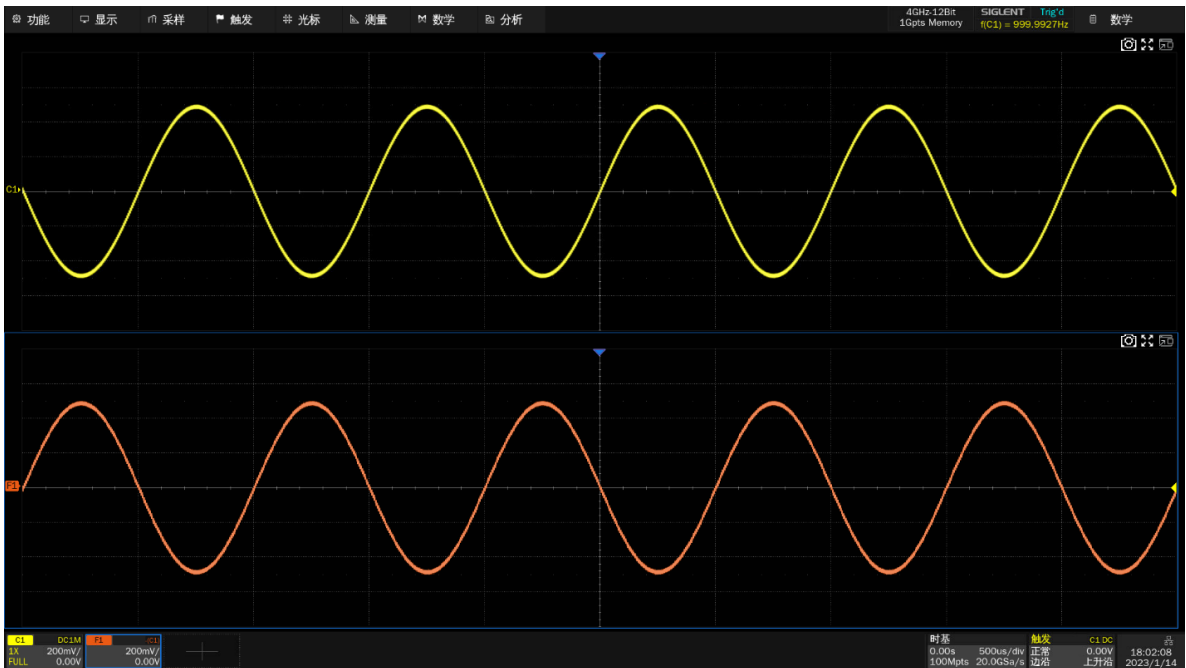 功能 显示 采样 触发 光标 测量 数学 分析
4GHz-12Bit SIGLENT Trig'd
1Gpts Memory f(C1) = 999.9927Hz
数学
C1
F1
C1 DC1M F1 -(C1)
1X 200mV/ 200mV/
FULL 0.00V 0.00V
时基 触发 C1 DC
0.00s 500us/div 正常 0.00V 18:02:08
100Mpts 20.0GSa/s 边沿 上升沿 2023/1/14